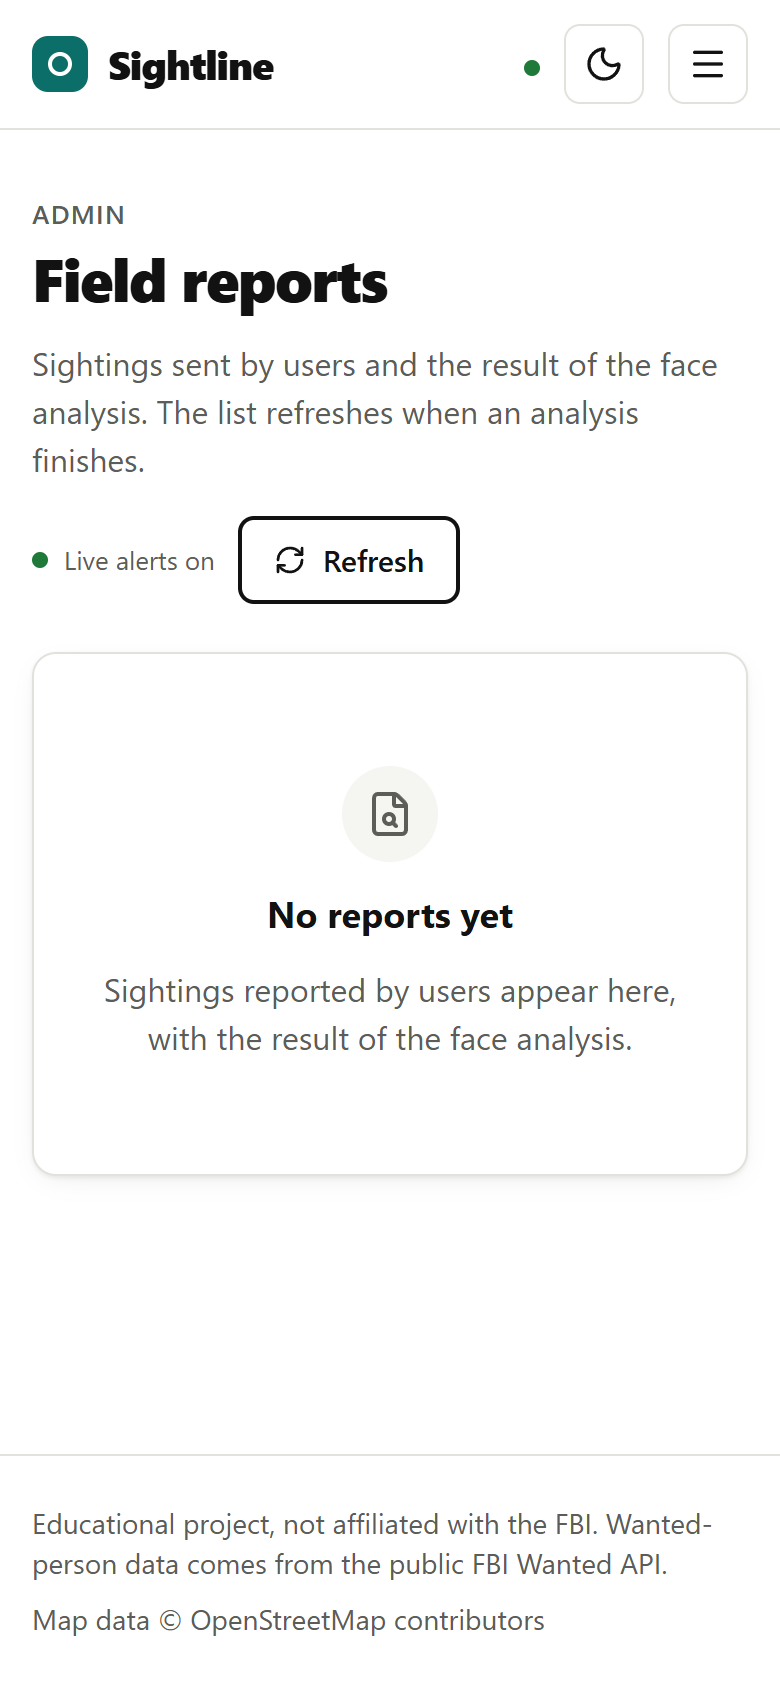 Sightline
ADMIN
Field reports
Sightings sent by users and the result of the face
analysis. The list refreshes when an analysis
finishes.
Live alerts on
Refresh
No reports yet
Sightings reported by users appear here,
with the result of the face analysis.
Educational project, not affiliated with the FBI. Wanted-
person data comes from the public FBI Wanted API.
Map data © OpenStreetMap contributors